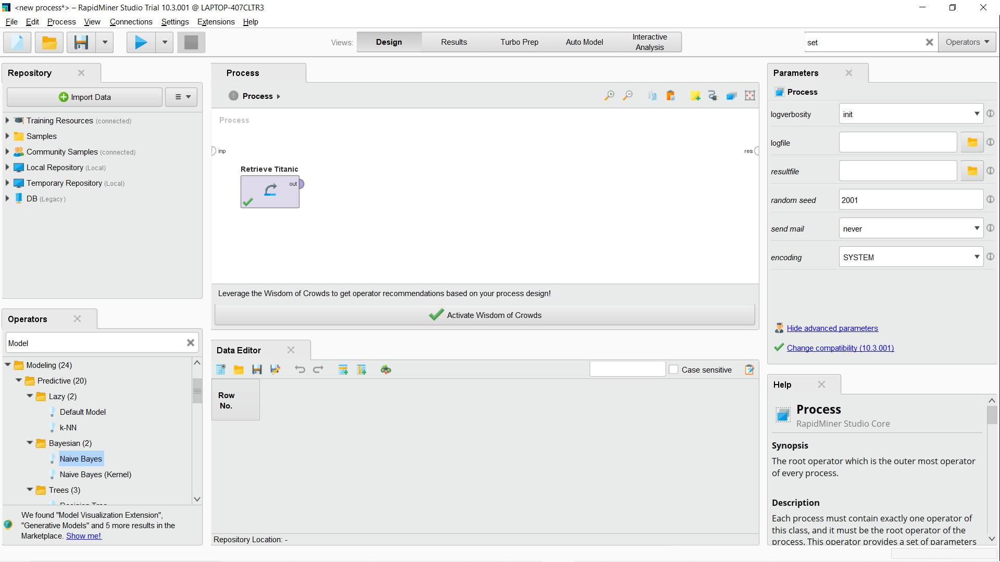 <new process*> – RapidMiner Studio Trial 10.3.001 @ LAPTOP-407CLTR3
File Edit Process View Connections Settings Extensions Help
Views: Design Results Turbo Prep Auto Model Interactive Analysis set Operators
Repository
Import Data
Training Resources (connected)
Samples
Community Samples (connected)
Local Repository (Local)
Temporary Repository (Local)
DB (Legacy)
Operators
Model
Modeling (24)
Predictive (20)
Lazy (2)
Default Model
k-NN
Bayesian (2)
Naive Bayes
Naive Bayes (Kernel)
Trees (3)
Decision Tree
We found "Model Visualization Extension",
"Generative Models" and 5 more results in the
Marketplace. Show me!
Process
Process
Process
inp
res
Retrieve Titanic
out
Leverage the Wisdom of Crowds to get operator recommendations based on your process design!
Activate Wisdom of Crowds
Data Editor
Case sensitive
Row
No.
Repository Location: -
Parameters
Process
logverbosity init
logfile
resultfile
random seed 2001
send mail never
encoding SYSTEM
Hide advanced parameters
Change compatibility (10.3.001)
Help
Process
RapidMiner Studio Core
Synopsis
The root operator which is the outer most operator
of every process.
Description
Each process must contain exactly one operator of
this class, and it must be the root operator of the
process. This operator provides a set of parameters